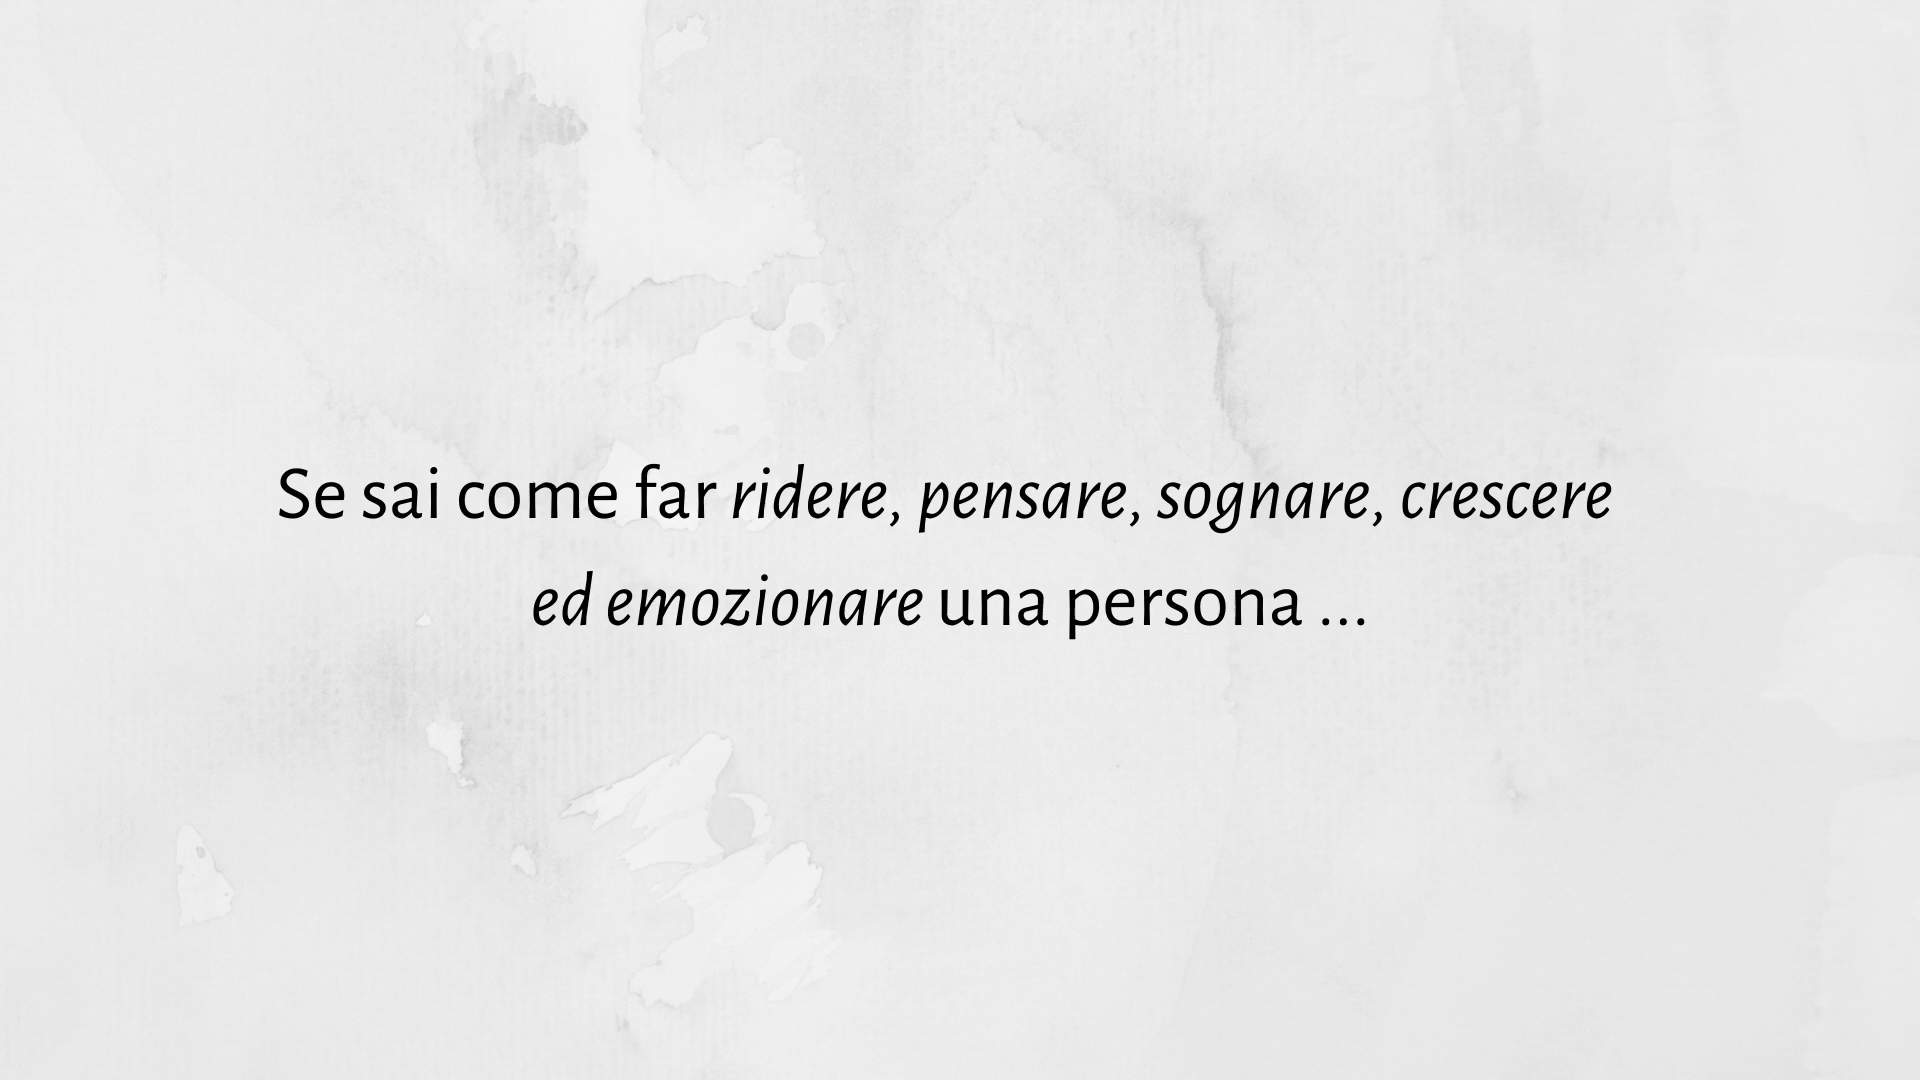 Se sai come far ridere, pensare, sognare, crescere
ed emozionare una persona ...